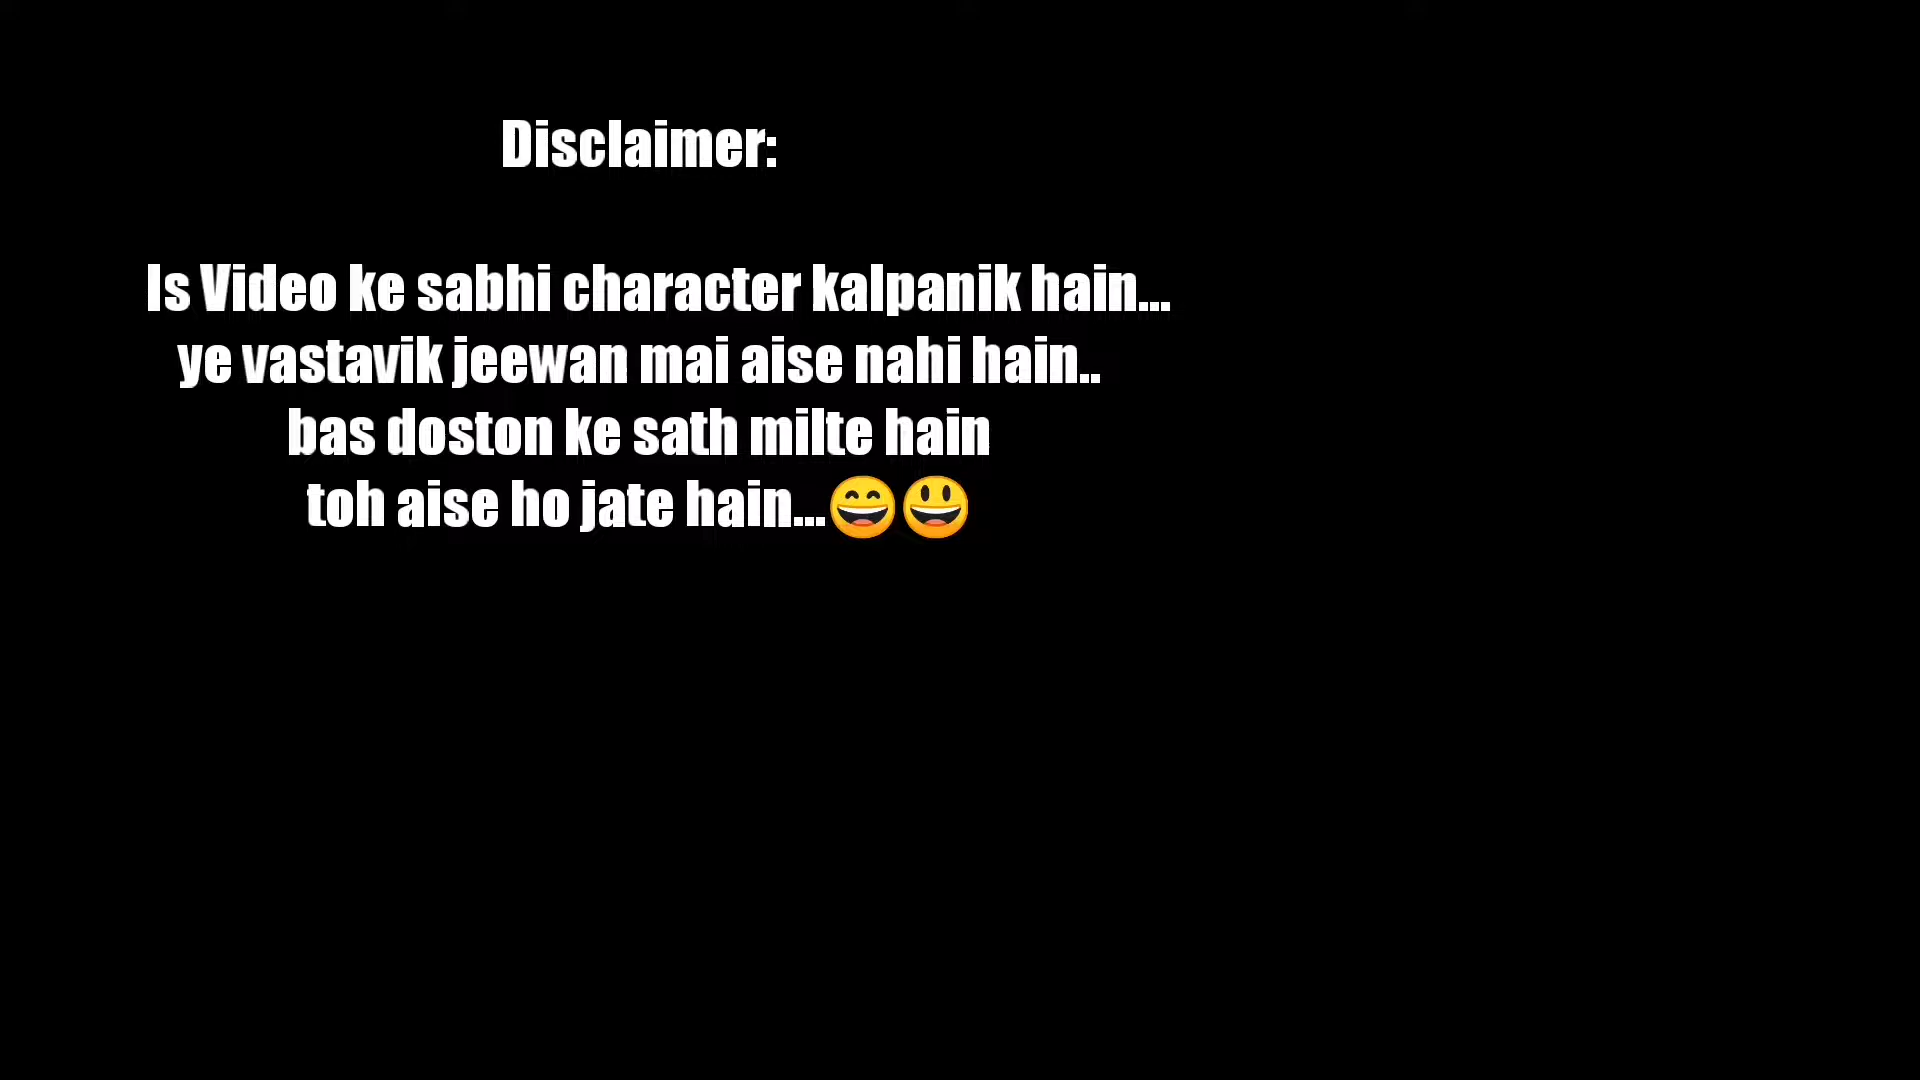 Disclaimer:
Is Video ke sabhi character kalpanik hain...
ye vastavik jeewan mai aise nahi hain..
bas doston ke sath milte hain
toh aise ho jate hain...😄😃